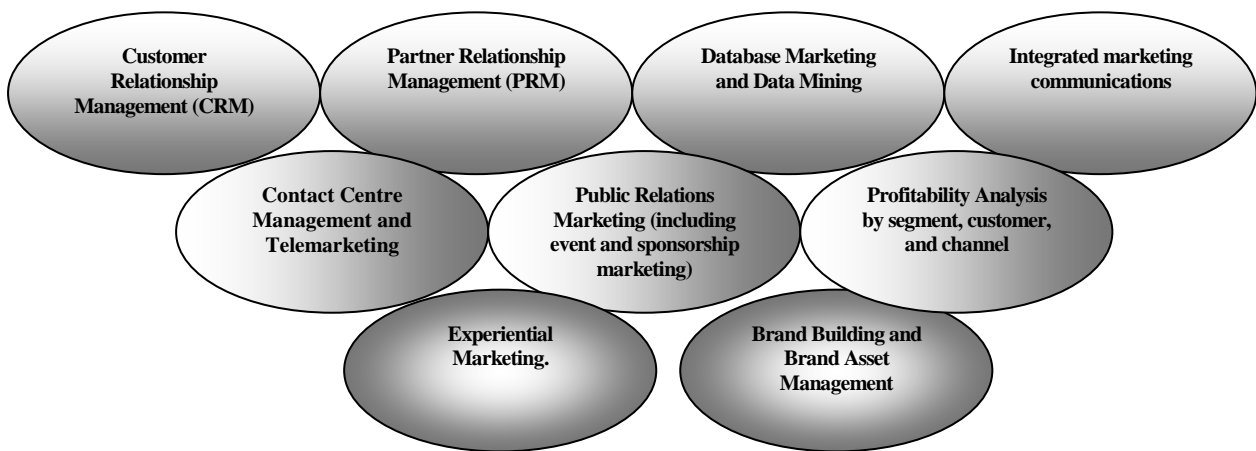 Customer
Relationship
Management (CRM)
Partner Relationship
Management (PRM)
Database Marketing
and Data Mining
Integrated marketing
communications
Contact Centre
Management and
Telemarketing
Public Relations
Marketing (including
event and sponsorship
marketing)
Profitability Analysis
by segment, customer,
and channel
Experiential
Marketing.
Brand Building and
Brand Asset
Management